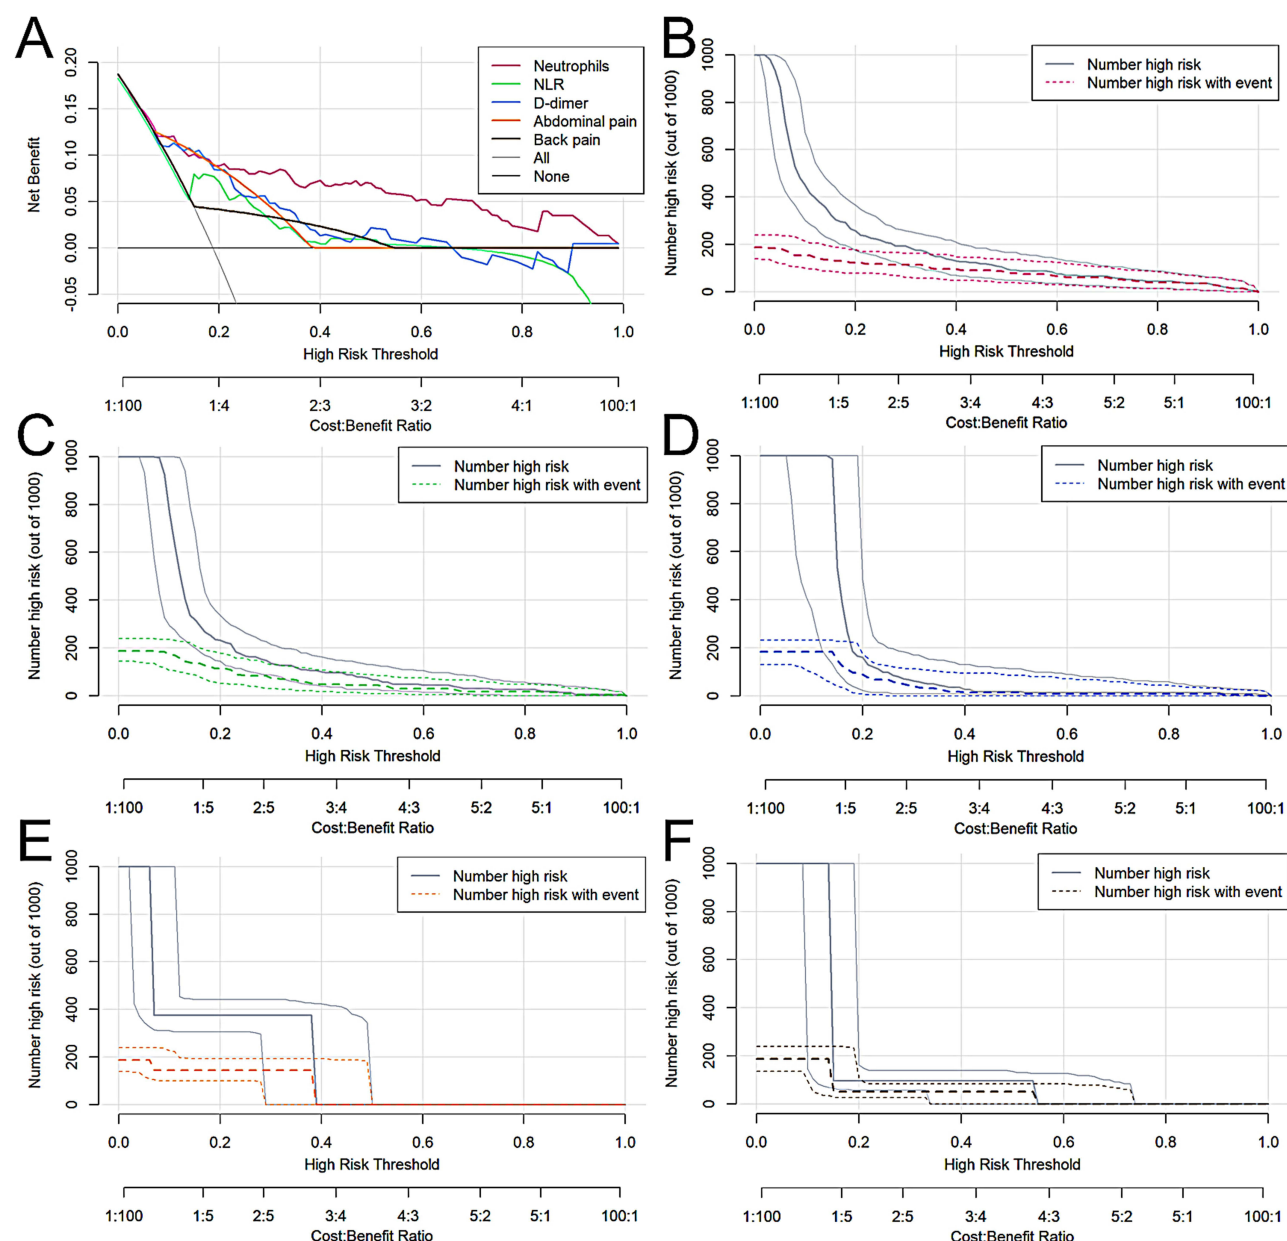 A
Net Benefit
0.20
0.15
0.10
0.05
0.00
-0.05
Neutrophils
NLR
D-dimer
Abdominal pain
Back pain
All
None
0.0 0.2 0.4 0.6 0.8 1.0
High Risk Threshold
1:100 1:4 2:3 3:2 4:1 100:1
Cost:Benefit Ratio
B
Number high risk (out of 1000)
1000
800
600
400
200
0
Number high risk
Number high risk with event
0.0 0.2 0.4 0.6 0.8 1.0
High Risk Threshold
1:100 1:5 2:5 3:4 4:3 5:2 5:1 100:1
Cost:Benefit Ratio
C
Number high risk (out of 1000)
1000
800
600
400
200
0
Number high risk
Number high risk with event
0.0 0.2 0.4 0.6 0.8 1.0
High Risk Threshold
1:100 1:5 2:5 3:4 4:3 5:2 5:1 100:1
Cost:Benefit Ratio
D
Number high risk (out of 1000)
1000
800
600
400
200
0
Number high risk
Number high risk with event
0.0 0.2 0.4 0.6 0.8 1.0
High Risk Threshold
1:100 1:5 2:5 3:4 4:3 5:2 5:1 100:1
Cost:Benefit Ratio
E
Number high risk (out of 1000)
1000
800
600
400
200
0
Number high risk
Number high risk with event
0.0 0.2 0.4 0.6 0.8 1.0
High Risk Threshold
1:100 1:5 2:5 3:4 4:3 5:2 5:1 100:1
Cost:Benefit Ratio
F
Number high risk (out of 1000)
1000
800
600
400
200
0
Number high risk
Number high risk with event
0.0 0.2 0.4 0.6 0.8 1.0
High Risk Threshold
1:100 1:5 2:5 3:4 4:3 5:2 5:1 100:1
Cost:Benefit Ratio